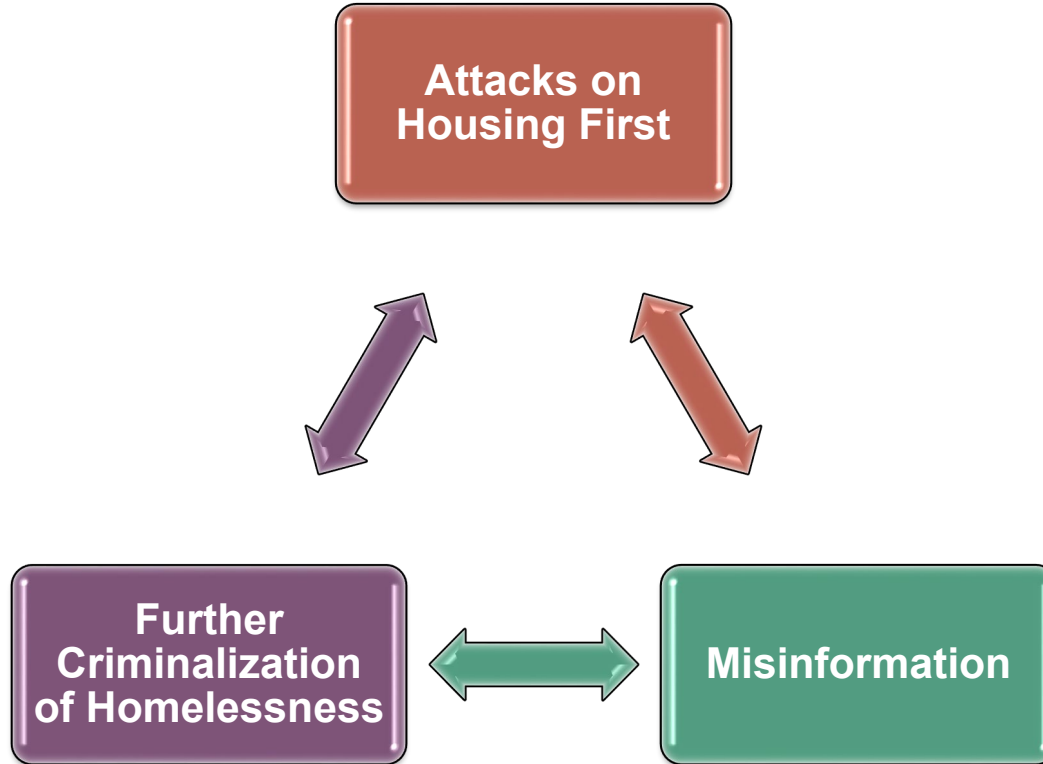 Attacks on
Housing First
Further
Criminalization
of Homelessness
Misinformation